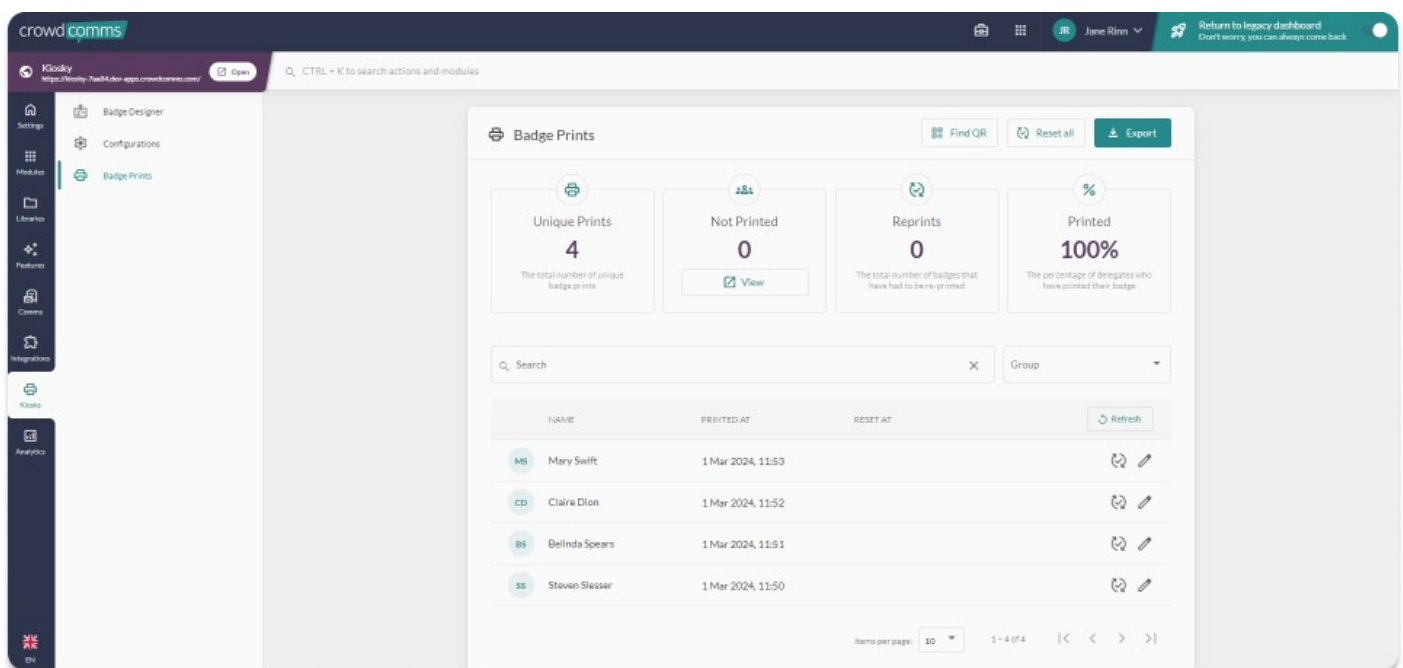 crowdcomms
JR Jane Rinn
Return to legacy dashboard
Don't worry, you can always come back
Kiosky
Open
CTRL + K to search actions and modules
Settings
Modules
Libraries
Features
Comms
Integrations
Kiosks
Analytics
EN
Badge Designer
Configurations
Badge Prints
Badge Prints
Find QR
Reset all
Export
Unique Prints
4
The total number of unique
badge prints
Not Printed
0
View
Reprints
0
The total number of badges that
have had to be re-printed
%
Printed
100%
The percentage of delegates who
have printed their badge
Search
Group
NAME PRINTED AT RESET AT Refresh
MS Mary Swift 1 Mar 2024, 11:53
CD Claire Dion 1 Mar 2024, 11:52
BS Belinda Spears 1 Mar 2024, 11:51
SS Steven Slesser 1 Mar 2024, 11:50
Items per page: 10 1 - 4 of 4